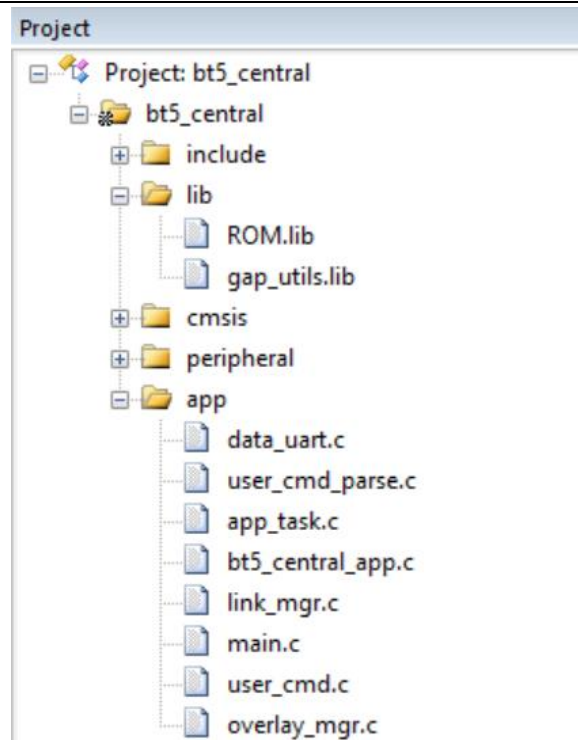 Project
Project: bt5_central
bt5_central
include
lib
ROM.lib
gap_utils.lib
cmsis
peripheral
app
data_uart.c
user_cmd_parse.c
app_task.c
bt5_central_app.c
link_mgr.c
main.c
user_cmd.c
overlay_mgr.c